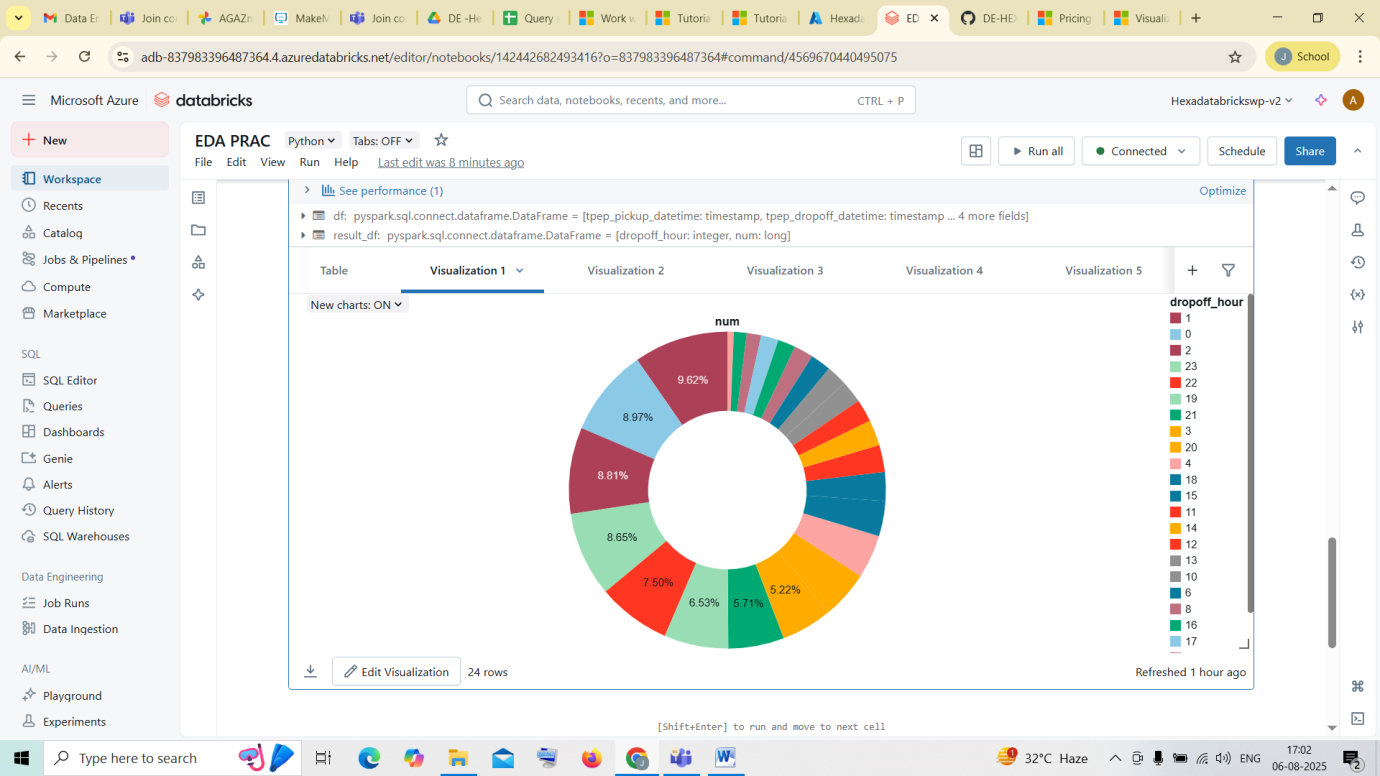 Data En
Join co
AGAZn
MakeM
Join co
DE -He
Query
Work w
Tutoria
Tutoria
Hexada
ED
DE-HEX
Pricing
Visualiz
adb-837983396487364.4.azuredatabricks.net/editor/notebooks/142442682493416?o=837983396487364#command/4569670440495075
J School
Microsoft Azure databricks
Search data, notebooks, recents, and more... CTRL + P
Hexadatabrickswp-v2
A
New
Workspace
Recents
Catalog
Jobs & Pipelines
Compute
Marketplace
SQL
SQL Editor
Queries
Dashboards
Genie
Alerts
Query History
SQL Warehouses
Data Engineering
Job Runs
Data Ingestion
AI/ML
Playground
Experiments
EDA PRAC Python Tabs: OFF
File Edit View Run Help Last edit was 8 minutes ago
Run all Connected Schedule Share
See performance (1) Optimize
df: pyspark.sql.connect.dataframe.DataFrame = [tpep_pickup_datetime: timestamp, tpep_dropoff_datetime: timestamp ... 4 more fields]
result_df: pyspark.sql.connect.dataframe.DataFrame = [dropoff_hour: integer, num: long]
Table Visualization 1 Visualization 2 Visualization 3 Visualization 4 Visualization 5
New charts: ON
num
9.62%
8.97%
8.81%
8.65%
7.50%
6.53%
5.71%
5.22%
dropoff_hour
1
0
2
23
22
19
21
3
20
4
18
15
11
14
12
13
10
6
8
16
17
Edit Visualization 24 rows Refreshed 1 hour ago
[Shift+Enter] to run and move to next cell
Type here to search
1
32°C Haze
ENG
17:02
06-08-2025
2